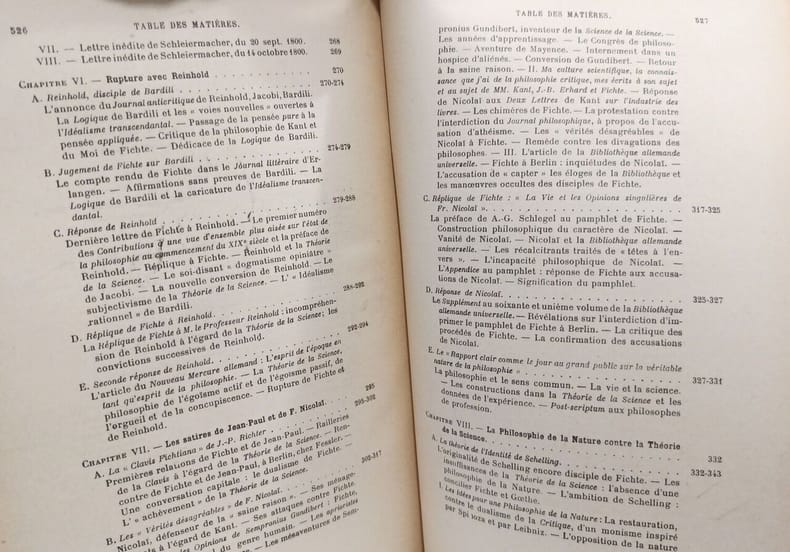 526
TABLE DES MATIÈRES.
VII. — Lettre inédite de Schleiermacher, du 20 sept. 1800. 268
VIII. — Lettre inédite de Schleiermacher, du 14 octobre 1800. 269
CHAPITRE VI. — Rupture avec Reinhold . . . . . . . . . . 270
A. Reinhold, disciple de Bardili . . . . . . . . . . 270-274
L'annonce du Journal anticritique de Reinhold, Jacobi, Bardili.
La Logique de Bardili et les « voies nouvelles » ouvertes à
l'Idéalisme transcendantal. — Passage de la pensée pure à la
pensée appliquée. — Critique de la philosophie de Kant et
du Moi de Fichte. — Dédicace de la Logique de Bardili.
B. Jugement de Fichte sur Bardili . . . . . . . . . . 274-279
Le compte rendu de Fichte dans le Journal littéraire d'Er-
langen. — Affirmations sans preuves de Bardili. — La
Logique de Bardili et la caricature de l'Idéalisme transcen-
dantal.
C. Réponse de Reinhold . . . . . . . . . . 279-288
Dernière lettre de Fichte à Reinhold. — Le premier numéro
des Contributions à une vue d'ensemble plus aisée sur l'état de
la philosophie au commencement du XIXe siècle et la préface de
Reinhold. — Réplique à Fichte. — Reinhold et la Théorie
de la Science. — Le soi-disant « dogmatisme opiniâtre »
de Jacobi. — La nouvelle conversion de Reinhold. — Le
subjectivisme de la Théorie de la Science. — L' « Idéalisme
rationnel » de Bardili.
D. Réplique de Fichte à Reinhold . . . . . . . . . . 288-292
La Réplique de Fichte à M. le Professeur Reinhold : incompréhen-
sion de Reinhold à l'égard de la Théorie de la Science; les
convictions successives de Reinhold.
E. Seconde réponse de Reinhold . . . . . . . . . . 292-294
L'article du Nouveau Mercure allemand : L'esprit de l'époque en
tant qu'esprit de la philosophie. — La Théorie de la Science,
philosophie de l'égoïsme actif et de l'égoïsme passif, de
l'orgueil et de la concupiscence. — Rupture de Fichte et
de Reinhold.
CHAPITRE VII. — Les satires de Jean-Paul et de F. Nicolaï. 295
A. La « Clavis Fichtiana » de J.-P. Richter . . . . . 295-302
Premières relations de Fichte et de Jean-Paul. — Railleries
de la Clavis à l'égard de la Théorie de la Science. — Ren-
contre de Fichte et de Jean-Paul, à Berlin, chez Fessler. —
Une conversation capitale : le dualisme de Fichte. —
L' « achèvement » de la Théorie de la Science.
B. Les « Vérités désagréables » de F. Nicolaï . . . . . 302-317
Nicolaï, défenseur de la « saine raison ». — Ses ménage-
ments à l'égard de Kant. — Ses attaques contre Fichte.
Opinions de Sempronius Gundibert : Fichte,
du genre humain. — Les aprioristes
— Les mésaventures de Sem-
TABLE DES MATIÈRES.
527
pronius Gundibert, inventeur de la Science de la Science. —
Les années d'apprentissage. — Le Congrès de philoso-
phie. — Aventure de Mayence. — Internement dans un
hospice d'aliénés. — Conversion de Gundibert. — Retour
à la saine raison. — II. Ma culture scientifique, la connais-
sance que j'ai de la philosophie critique, mes écrits à son sujet
et au sujet de MM. Kant, J.-B. Erhard et Fichte. — Réponse
de Nicolaï aux Deux Lettres de Kant sur l'industrie des
livres. — Les chimères de Fichte. — La protestation contre
l'interdiction du Journal philosophique, à propos de l'accu-
sation d'athéisme. — Les « vérités désagréables » de
Nicolaï à Fichte. — Remède contre les divagations des
philosophes. — III. L'article de la Bibliothèque allemande
universelle. — Fichte à Berlin : inquiétudes de Nicolaï. —
L'accusation de « capter » les éloges de la Bibliothèque et
les manœuvres occultes des disciples de Fichte.
C. Réplique de Fichte : « La Vie et les Opinions singulières de
Fr. Nicolaï » . . . . . . . . . . 317-325
La préface de A.-G. Schlegel au pamphlet de Fichte. —
Construction philosophique du caractère de Nicolaï. —
Vanité de Nicolaï. — Nicolaï et la Bibliothèque allemande
universelle. — Les récalcitrants traités de « têtes à l'en-
vers ». — L'incapacité philosophique de Nicolaï. —
L'Appendice au pamphlet : réponse de Fichte aux accusa-
tions de Nicolaï. — Signification du pamphlet.
D. Réponse de Nicolaï . . . . . . . . . . 325-327
Le Supplément au soixante et unième volume de la Bibliothèque
allemande universelle. — Révélations sur l'interdiction d'im-
primer le pamphlet de Fichte à Berlin. — La critique des
procédés de Fichte. — La confirmation des accusations
de Nicolaï.
E. Le « Rapport clair comme le jour au grand public sur la véritable
nature de la philosophie » . . . . . . . . . . 327-331
La philosophie et le sens commun. — La vie et la science.
— Les constructions dans la Théorie de la Science et les
données de l'expérience. — Post-scriptum aux philosophes
de profession.
CHAPITRE VIII. — La Philosophie de la Nature contre la Théorie
de la Science . . . . . . . . . . 332
A. La théorie de l'Identité de Schelling . . . . . 332-343
L'originalité de Schelling encore disciple de Fichte. — Les
insuffisances de la Théorie de la Science : l'absence d'une
philosophie de la Nature. — L'ambition de Schelling :
concilier Fichte et Gœthe.
I. Les Idées pour une Philosophie de la Nature : La restauration,
contre le dualisme de la Critique, d'un monisme inspiré
par Spinoza et par Leibniz. — L'opposition de la nature